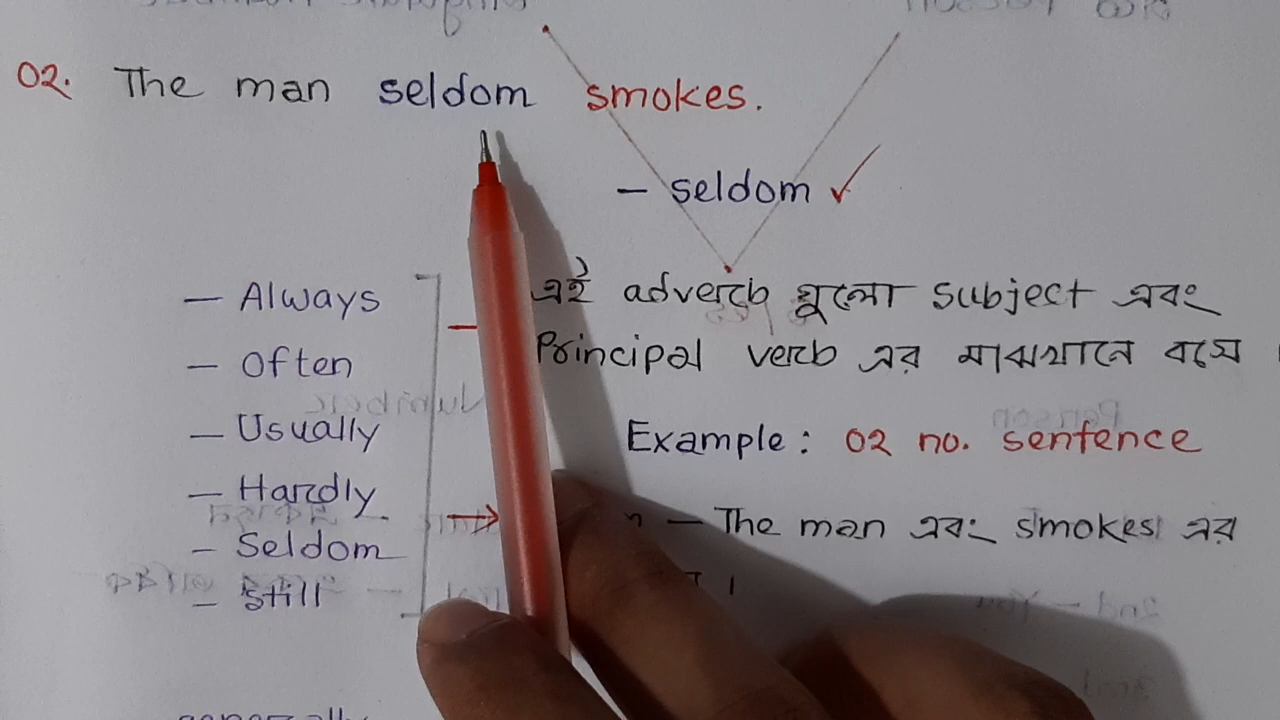 02. The man seldom smokes.
– seldom ✓
– Always
– Often
– Usually
– Hardly
– Seldom
– Still
এই adverb গুলো subject এবং
Principal verb এর মাঝখানে বসে ।
Example: 02 no. sentence
– The man এবং smokes এর
generally